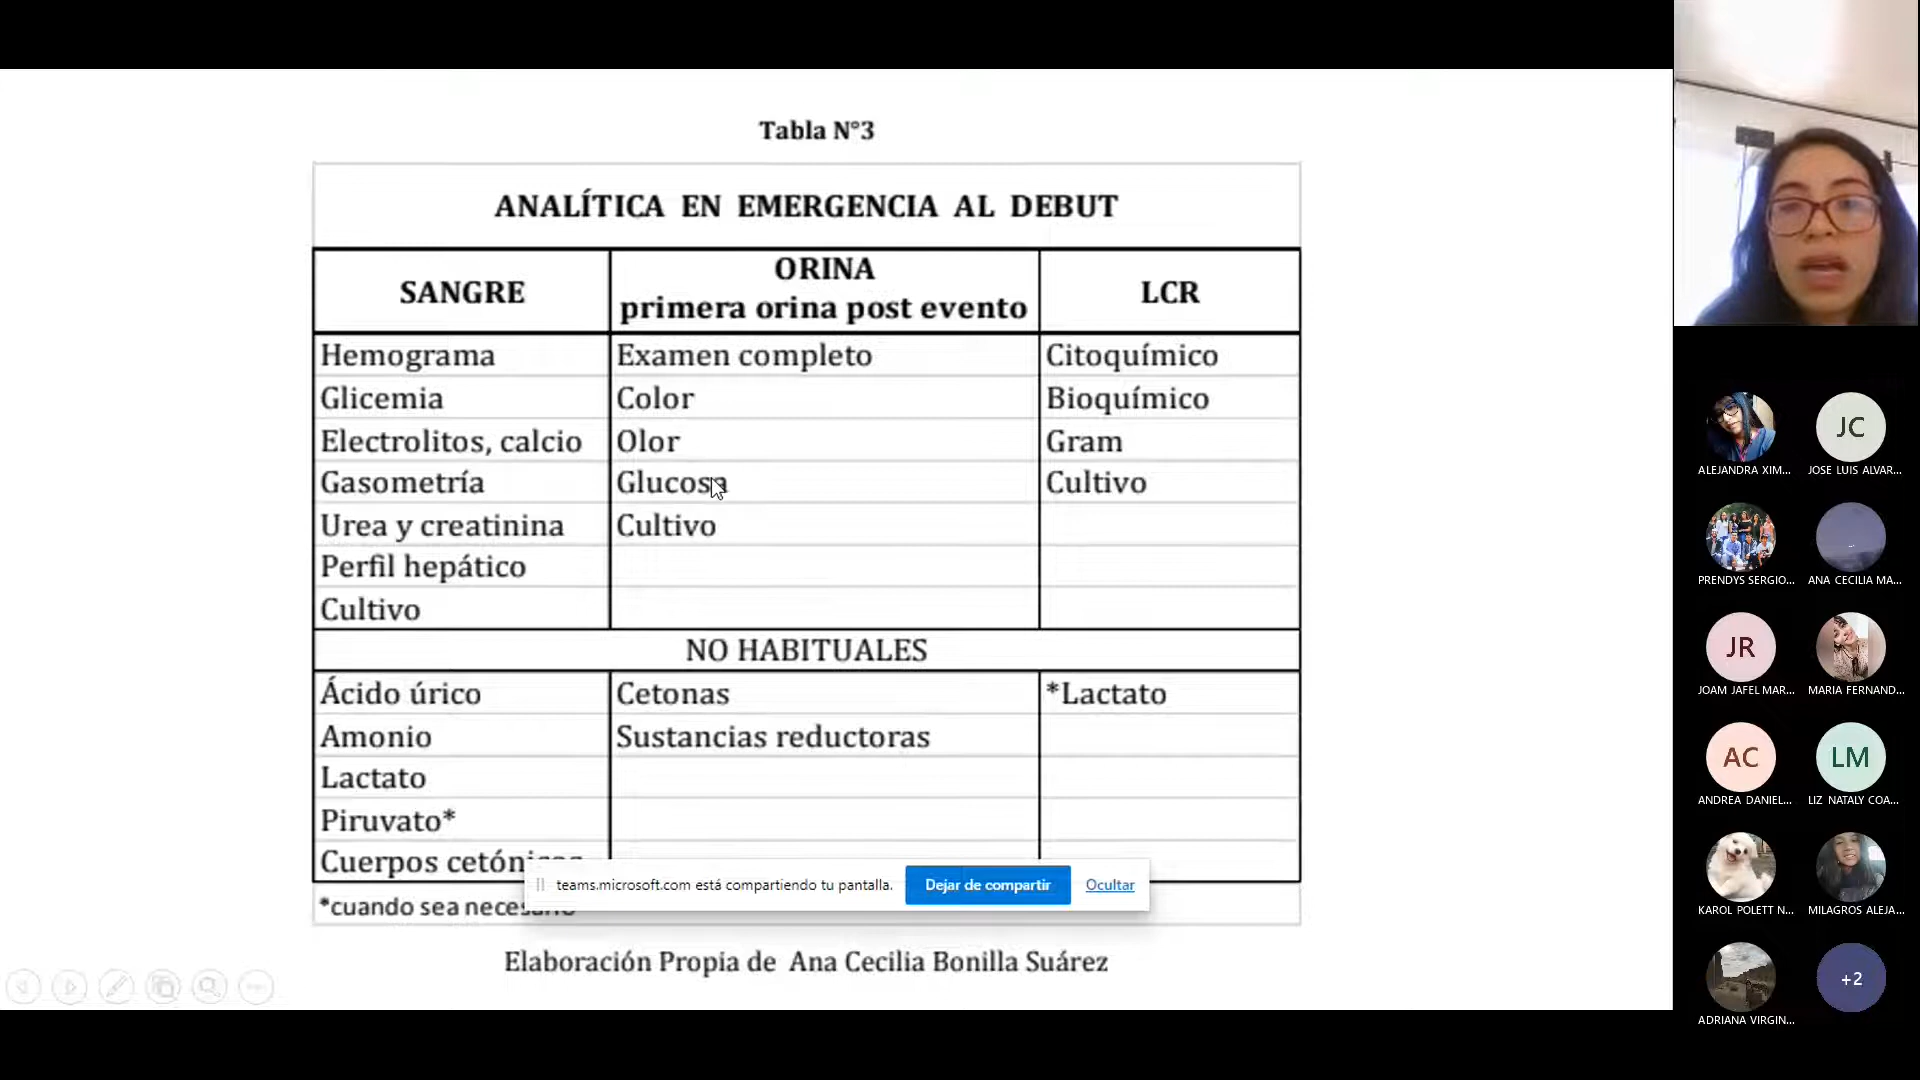 Tabla N°3
ANALÍTICA EN EMERGENCIA AL DEBUT
SANGRE
ORINA
primera orina post evento
LCR
Hemograma
Examen completo
Citoquímico
Glicemia
Color
Bioquímico
Electrolitos, calcio
Olor
Gram
Gasometría
Glucosa
Cultivo
Urea y creatinina
Cultivo
Perfil hepático
Cultivo
NO HABITUALES
Ácido úrico
Cetonas
*Lactato
Amonio
Sustancias reductoras
Lactato
Piruvato*
Cuerpos
teams.microsoft.com está compartiendo tu pantalla.
Dejar de compartir
Ocultar
*cuando sea
Elaboración Propia de Ana Cecilia Bonilla Suárez
JC
ALEJANDRA XIM...
JOSE LUIS ALVAR...
PRENDYS SERGIO...
ANA CECILIA MA...
JR
JOAM JAFEL MAR...
MARIA FERNAND...
AC
LM
ANDREA DANIEL...
LIZ NATALY COA...
KAROL POLETT N...
MILAGROS ALEJA...
+2
ADRIANA VIRGIN...